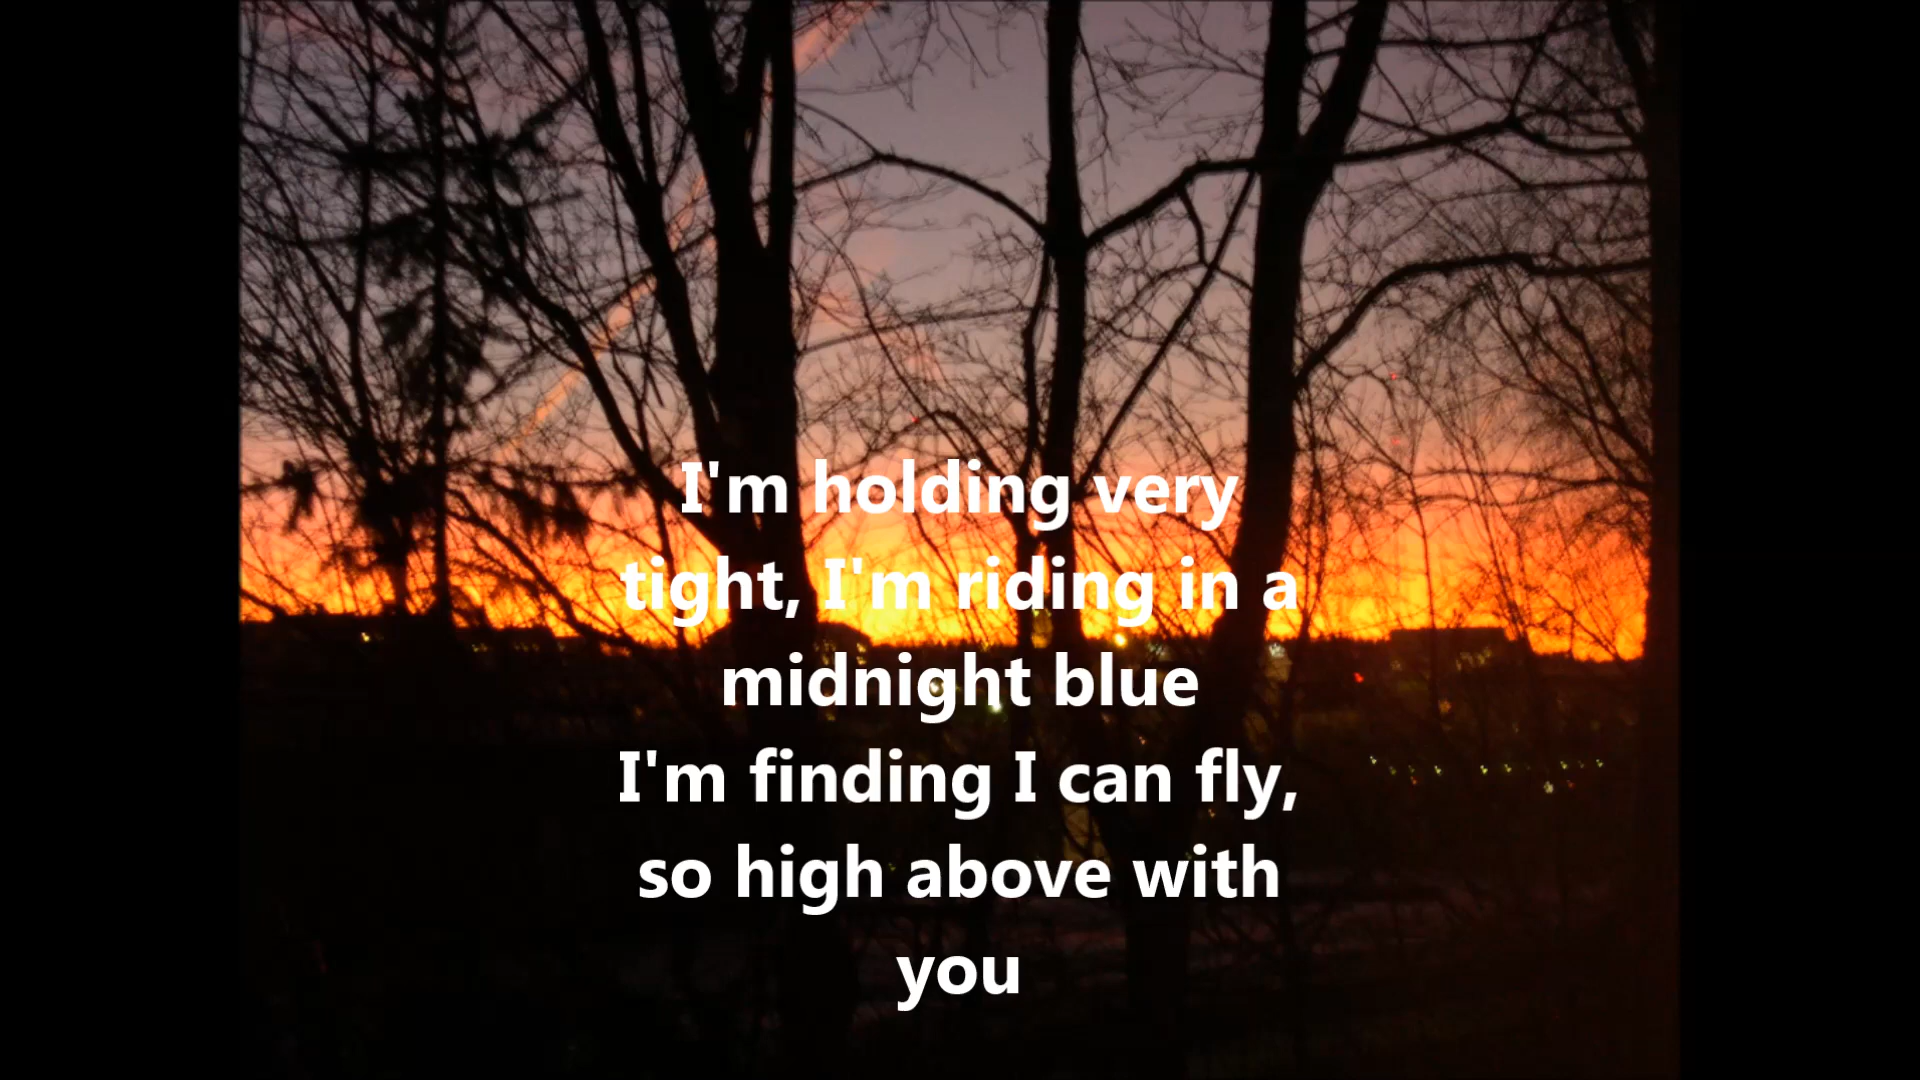 I'm holding very
tight, I'm riding in a
midnight blue
I'm finding I can fly,
so high above with
you